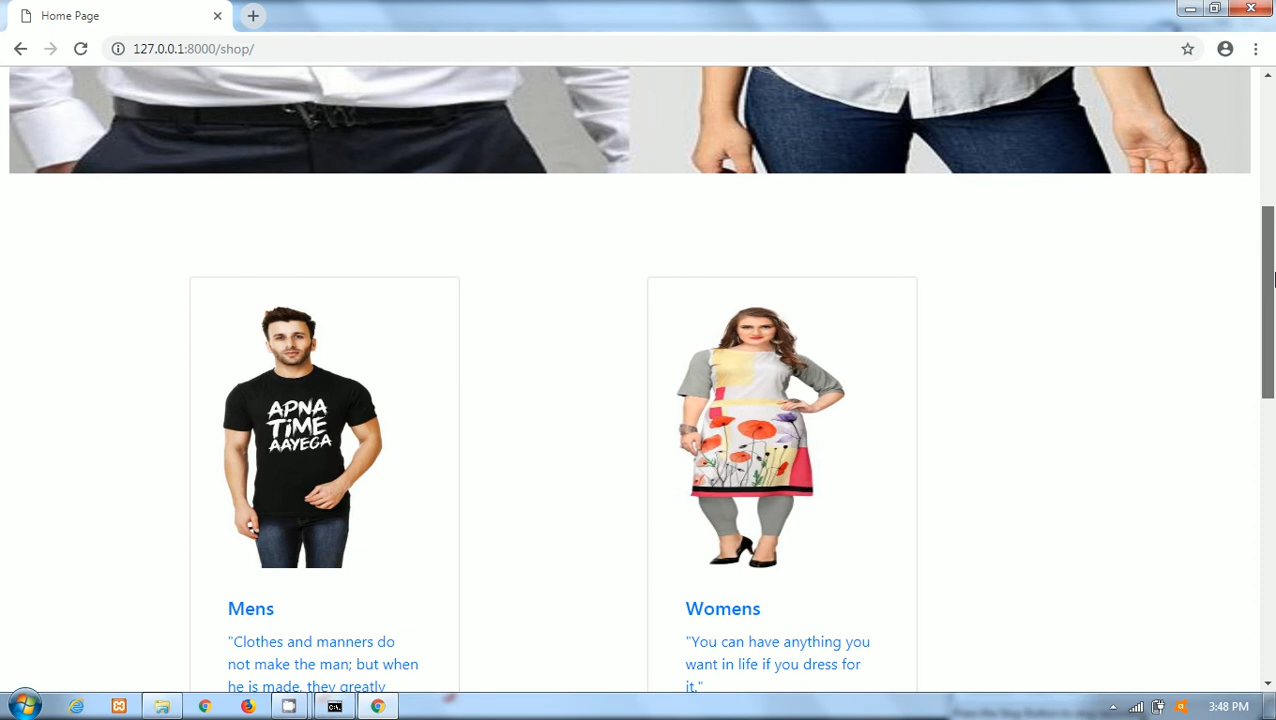 Home Page
127.0.0.1:8000/shop/
APNA
TiME
AAYEGA
Mens
Womens
"Clothes and manners do
not make the man; but when
he is made, they greatly
"You can have anything you
want in life if you dress for
it."
3:48 PM